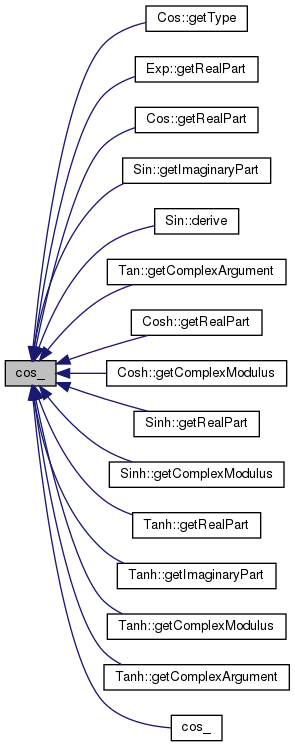 Cos::getType
Exp::getRealPart
Cos::getRealPart
Sin::getImaginaryPart
Sin::derive
Tan::getComplexArgument
Cosh::getRealPart
cos_
Cosh::getComplexModulus
Sinh::getRealPart
Sinh::getComplexModulus
Tanh::getRealPart
Tanh::getImaginaryPart
Tanh::getComplexModulus
Tanh::getComplexArgument
cos_